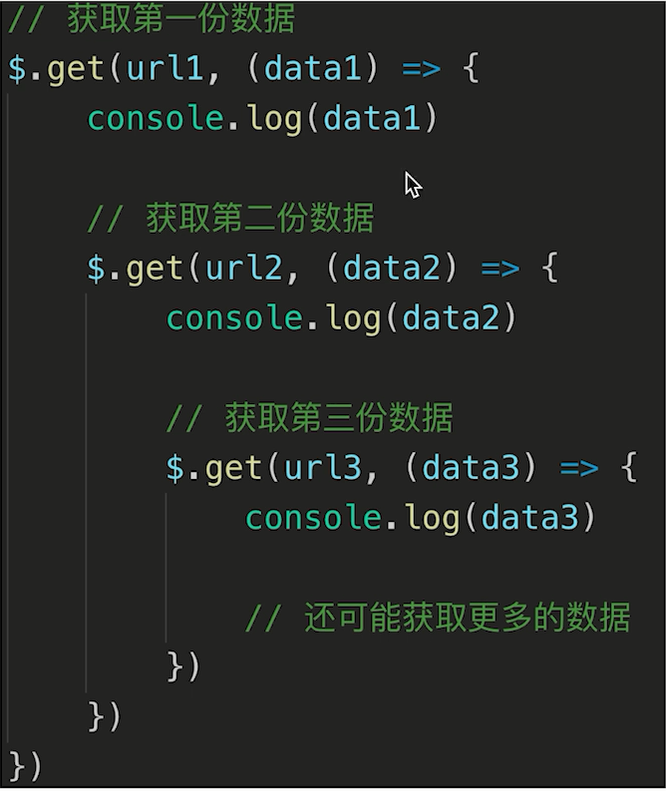 // 获取第一份数据
$.get(url1, (data1) => {
    console.log(data1)

    // 获取第二份数据
    $.get(url2, (data2) => {
        console.log(data2)

        // 获取第三份数据
        $.get(url3, (data3) => {
            console.log(data3)

            // 还可能获取更多的数据
        })
    })
})